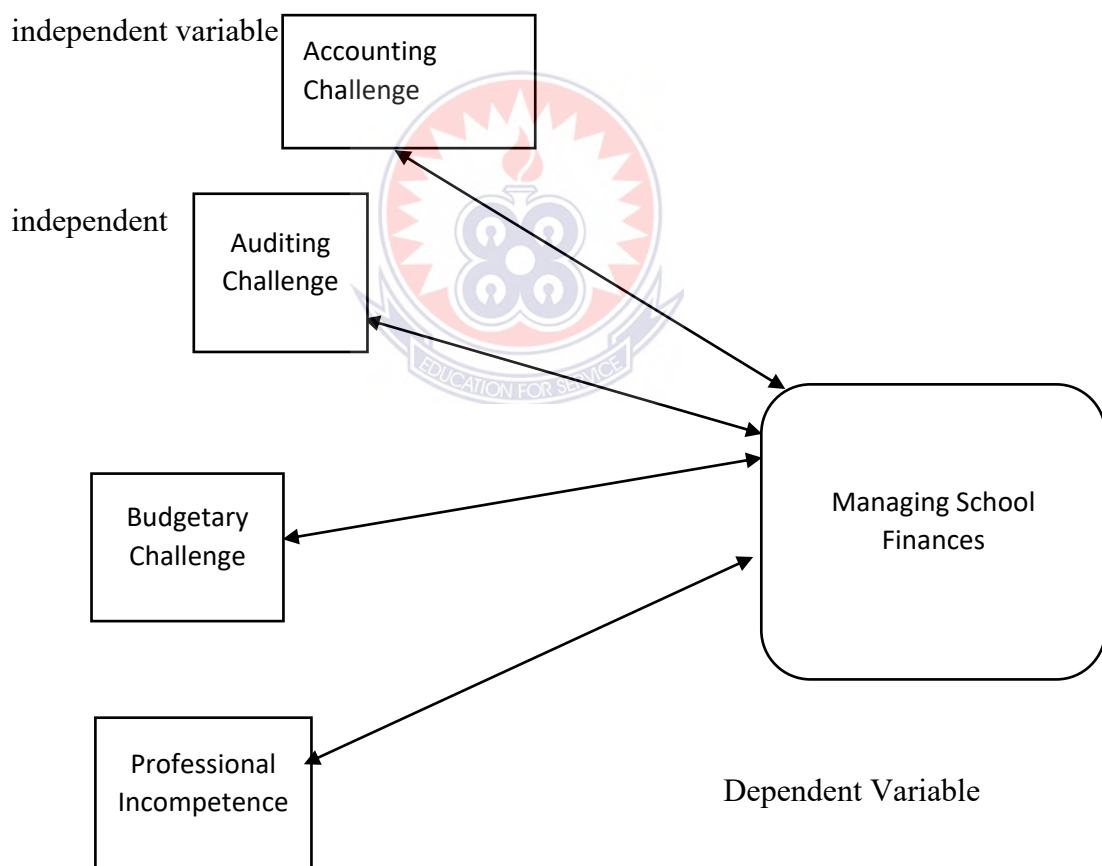 independent variable
Accounting
Challenge
independent
Auditing
Challenge
EDUCATION FOR SERVICE
Budgetary
Challenge
Managing School
Finances
Professional
Incompetence
Dependent Variable